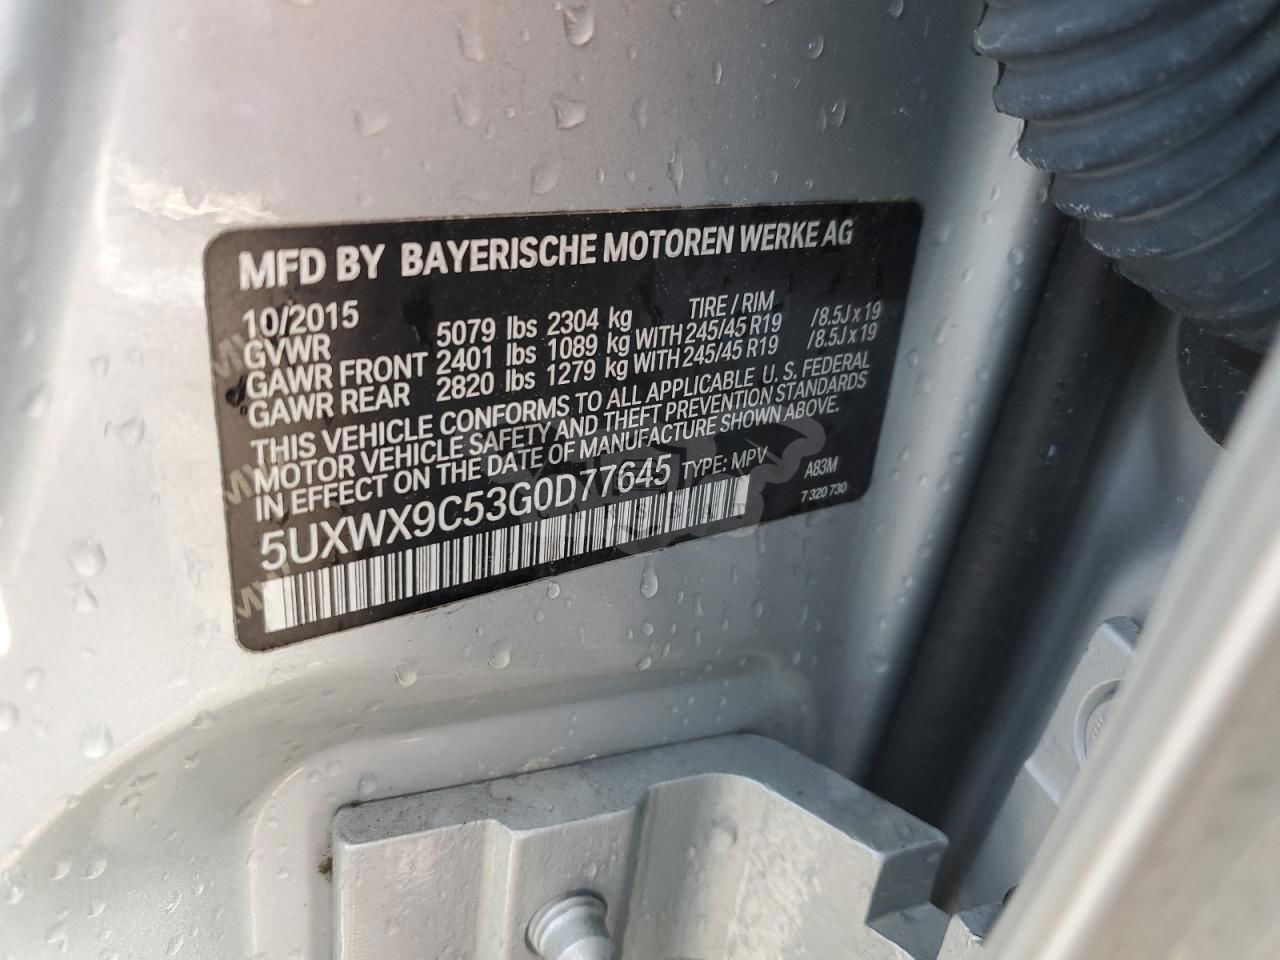 MFD BY BAYERISCHE MOTOREN WERKE AG
10/2015 TIRE / RIM
GVWR 5079 lbs 2304 kg
GAWR FRONT 2401 lbs 1089 kg WITH 245/45 R19 /8.5J x 19
GAWR REAR 2820 lbs 1279 kg WITH 245/45 R19 /8.5J x 19
THIS VEHICLE CONFORMS TO ALL APPLICABLE U. S. FEDERAL
MOTOR VEHICLE SAFETY AND THEFT PREVENTION STANDARDS
IN EFFECT ON THE DATE OF MANUFACTURE SHOWN ABOVE.
5UXWX9C53G0D77645 TYPE: MPV A83M
7 320 730